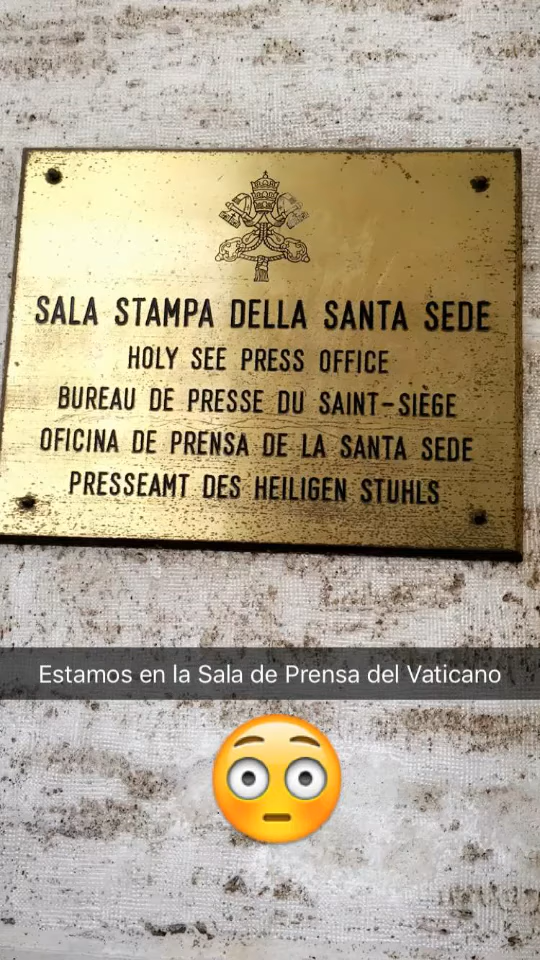 SALA STAMPA DELLA SANTA SEDE
HOLY SEE PRESS OFFICE
BUREAU DE PRESSE DU SAINT-SIÈGE
OFICINA DE PRENSA DE LA SANTA SEDE
PRESSEAMT DES HEILIGEN STUHLS
Estamos en la Sala de Prensa del Vaticano